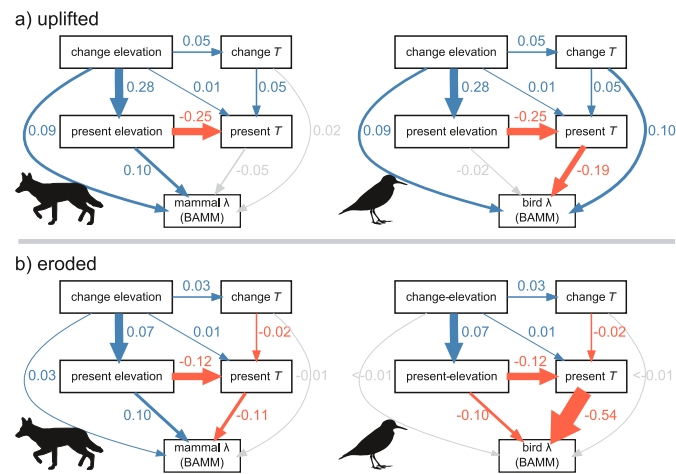 a) uplifted
change elevation 0.05 change T
0.28 0.01 0.05
0.09 0.02
present elevation -0.25 present T
0.10 -0.05
mammal λ
(BAMM)
change elevation 0.05 change T
0.28 0.01 0.05
0.09 0.10
present elevation -0.25 present T
-0.02 -0.19
bird λ
(BAMM)
b) eroded
change elevation 0.03 change T
0.07 0.01 -0.02
0.03 -0.01
present elevation -0.12 present T
0.10 -0.11
mammal λ
(BAMM)
change-elevation 0.03 change T
0.07 0.01 -0.02
<-0.01 <-0.01
present-elevation -0.12 present T
-0.10 -0.54
bird λ
(BAMM)